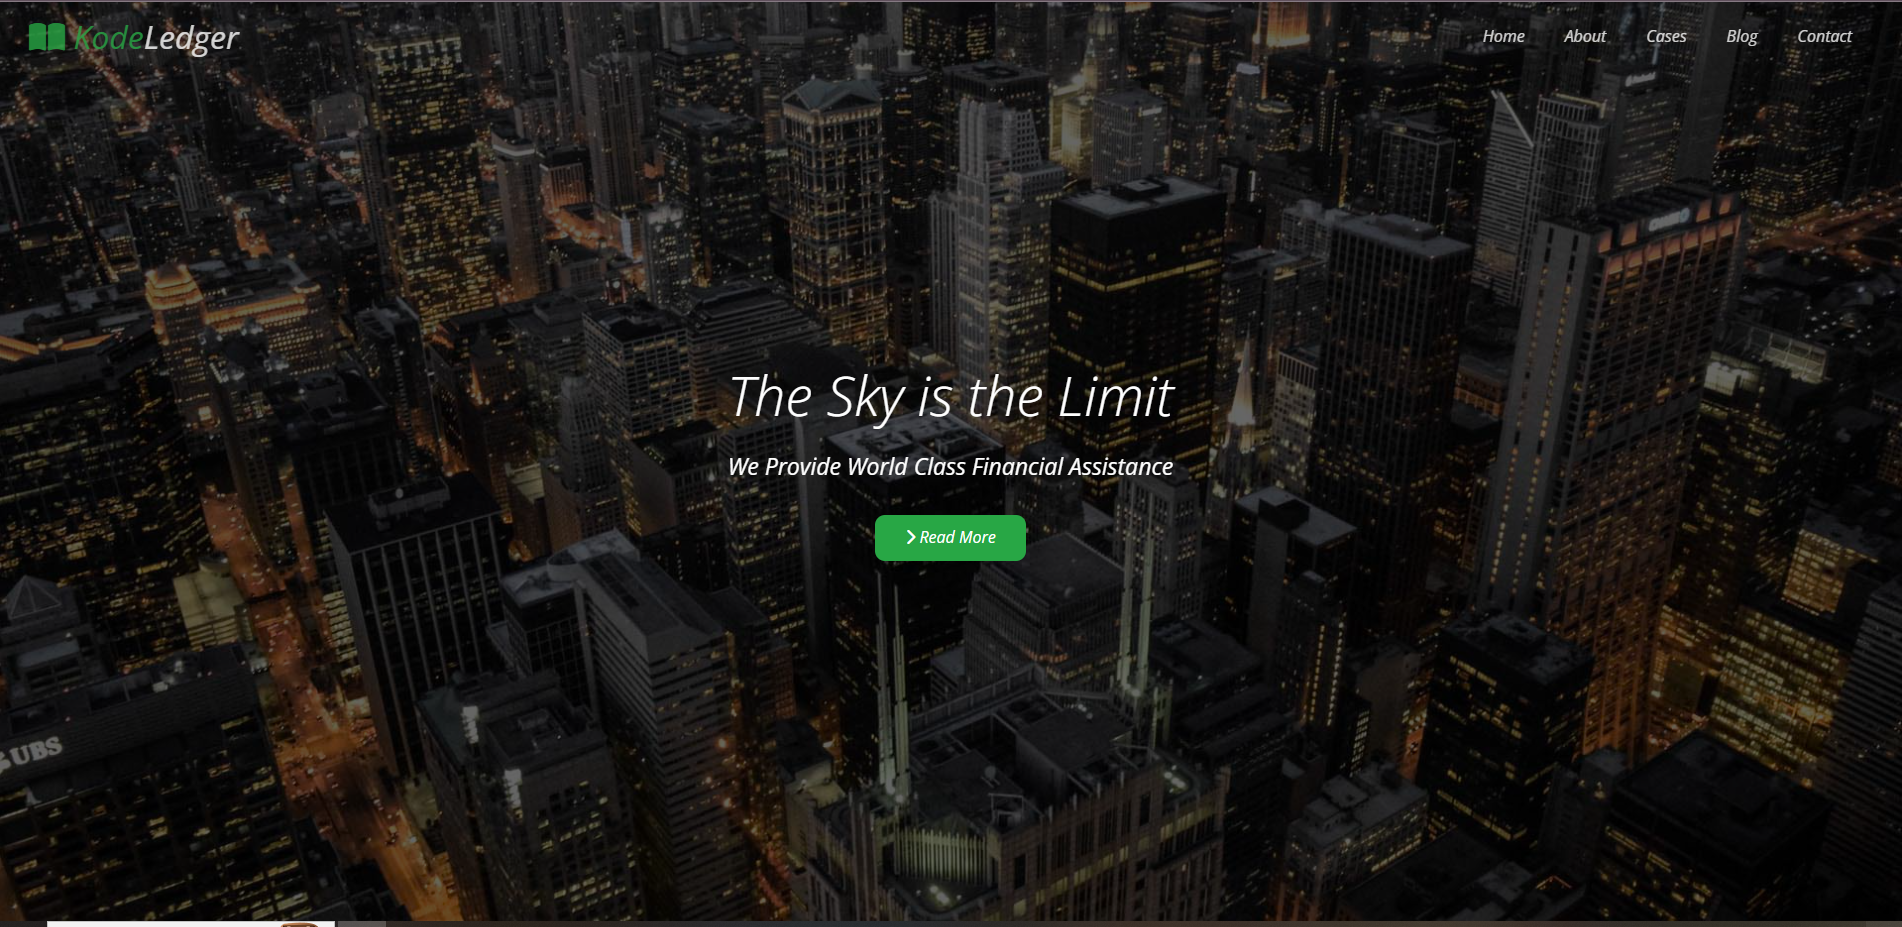 KodeLedger
Home About Cases Blog Contact
The Sky is the Limit
We Provide World Class Financial Assistance
Read More
UBS